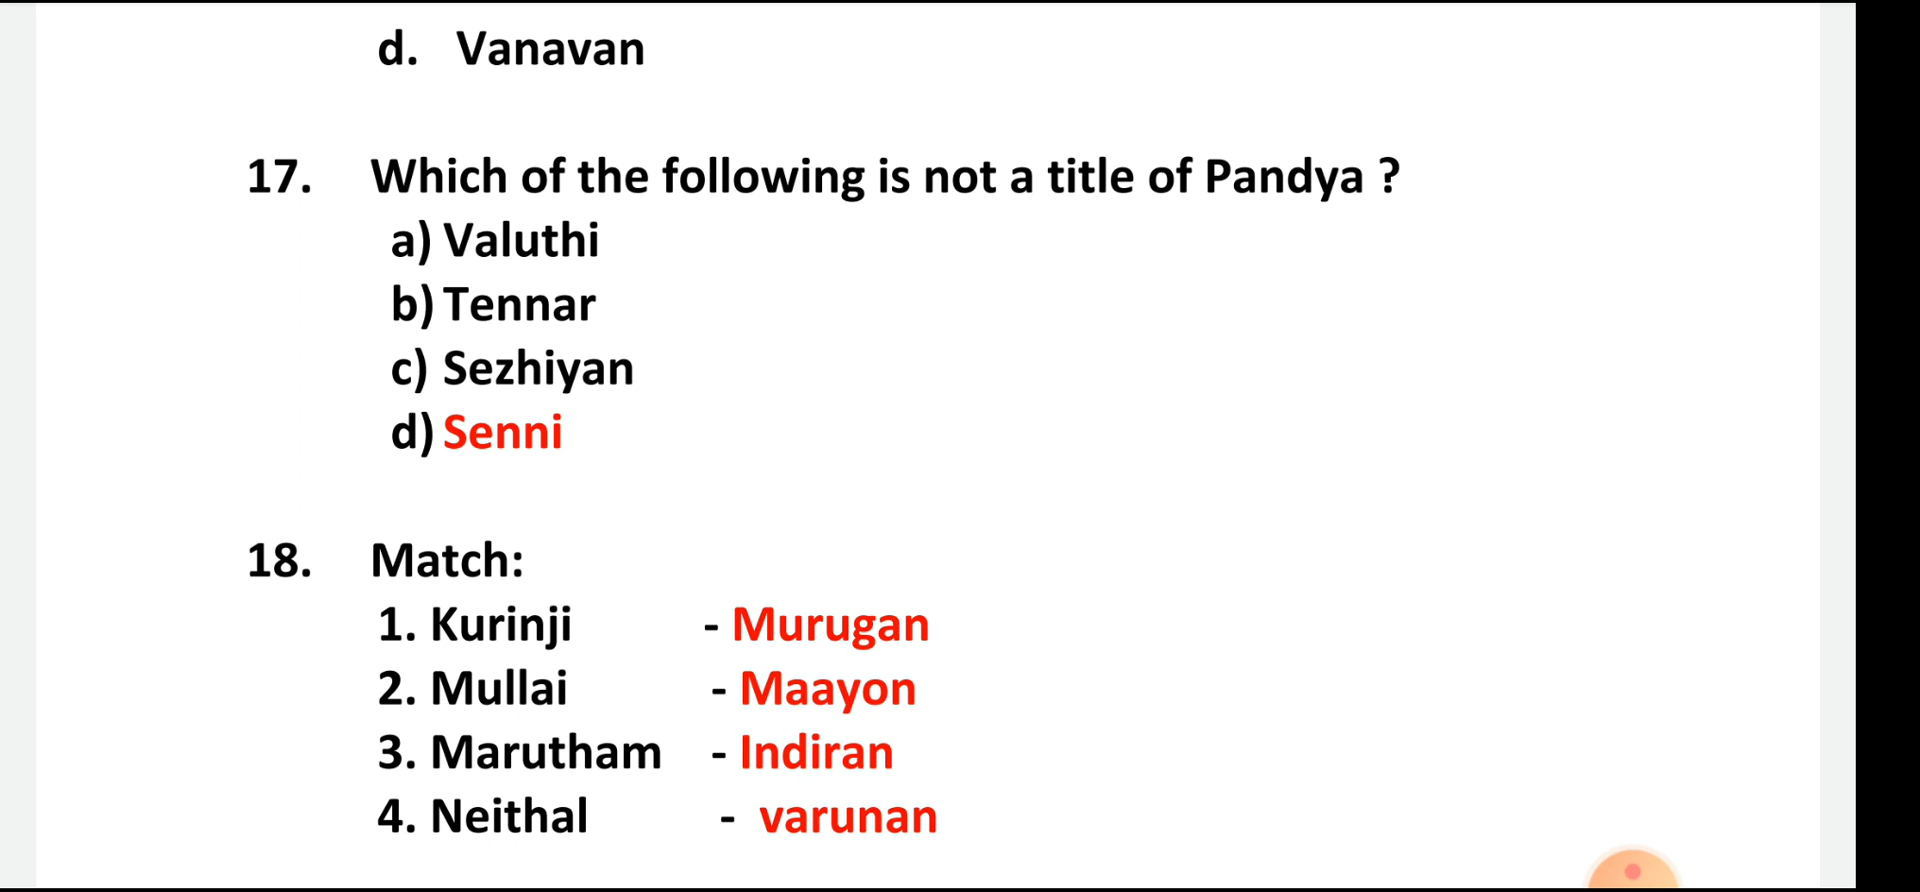 d. Vanavan
17. Which of the following is not a title of Pandya ?
a) Valuthi
b) Tennar
c) Sezhiyan
d) Senni
18. Match:
1. Kurinji - Murugan
2. Mullai - Maayon
3. Marutham - Indiran
4. Neithal - varunan